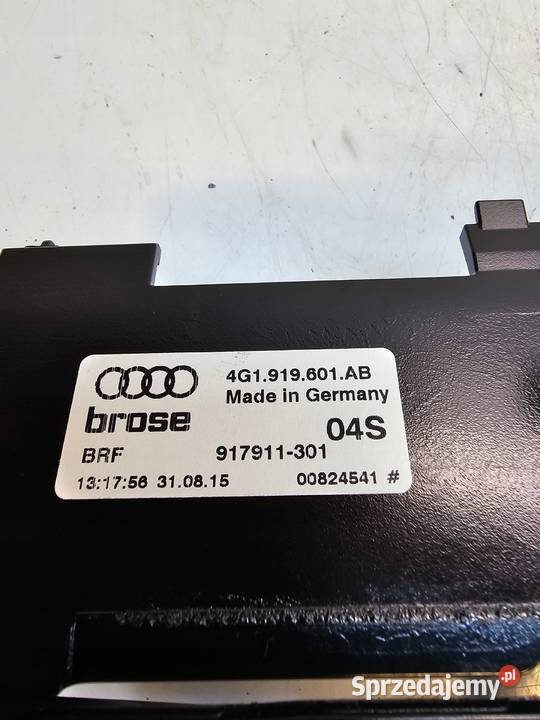 4G1.919.601.AB
Made in Germany
brose 04S
BRF 917911-301
13:17:56 31.08.15 00824541 #
Sprzedajemy.pl